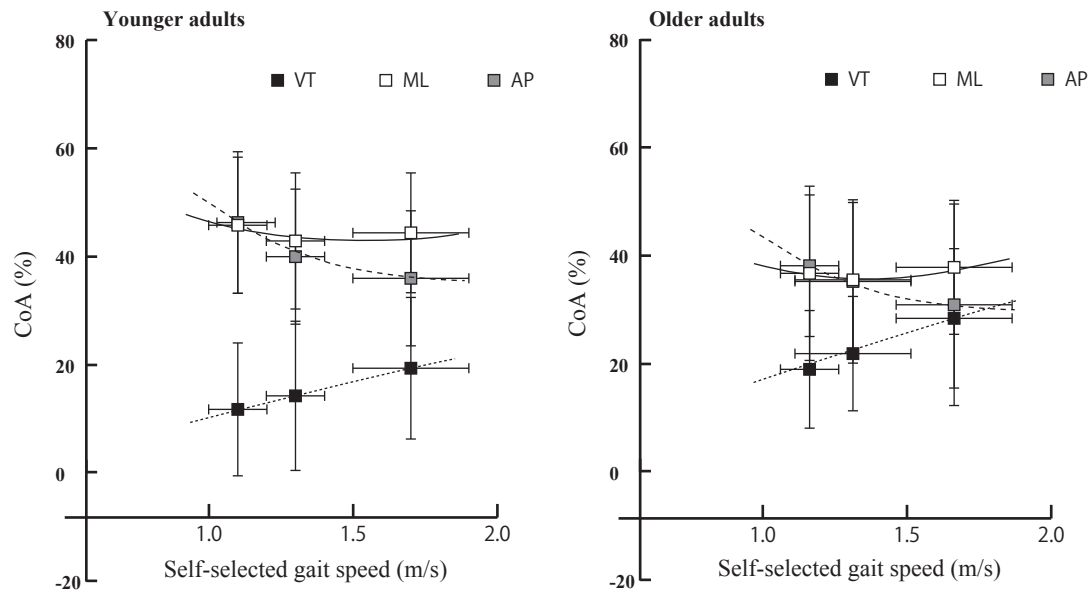 Younger adults
80
VT ML AP
60
40
20
0
-20
CoA (%)
1.0 1.5 2.0
Self-selected gait speed (m/s)
Older adults
80
VT ML AP
60
40
20
0
-20
CoA (%)
1.0 1.5 2.0
Self-selected gait speed (m/s)